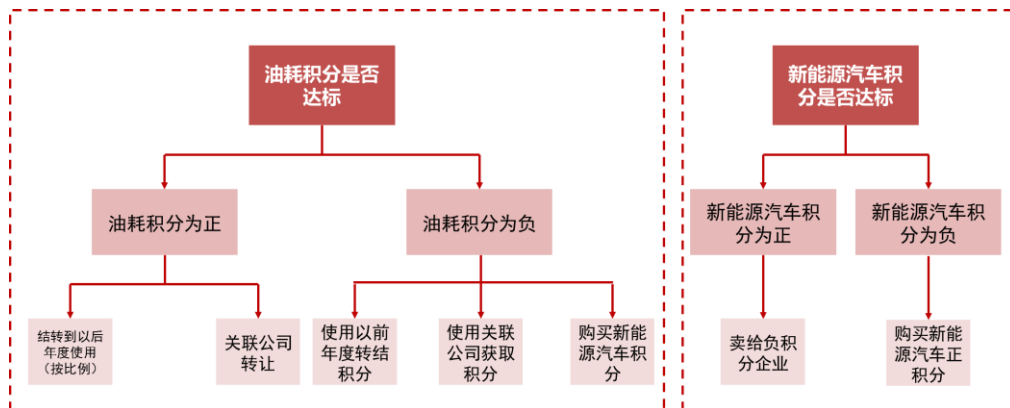 油耗积分是否
达标
新能源汽车积
分是否达标
油耗积分为正
油耗积分为负
新能源汽车积
分为正
新能源汽车积
分为负
结转到以后
年度使用
（按比例）
关联公司
转让
使用以前
年度转结
积分
使用关联
公司获取
积分
购买新能
源汽车积
分
卖给负积
分企业
购买新能
源汽车正
积分